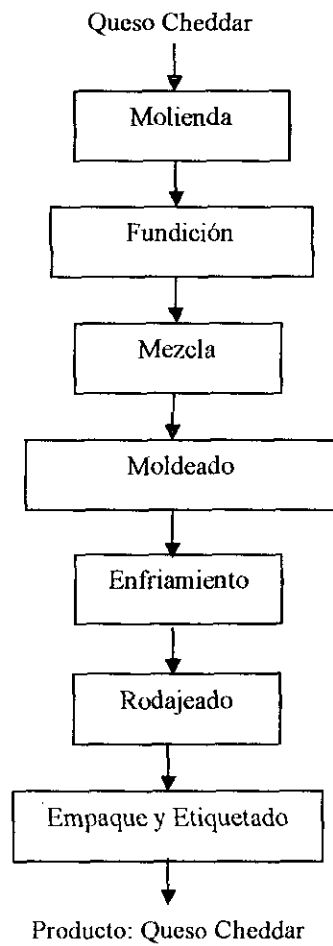 Queso Cheddar
Molienda
Fundición
Mezcla
Moldeado
Enfriamiento
Rodajeado
Empaque y Etiquetado
Producto: Queso Cheddar